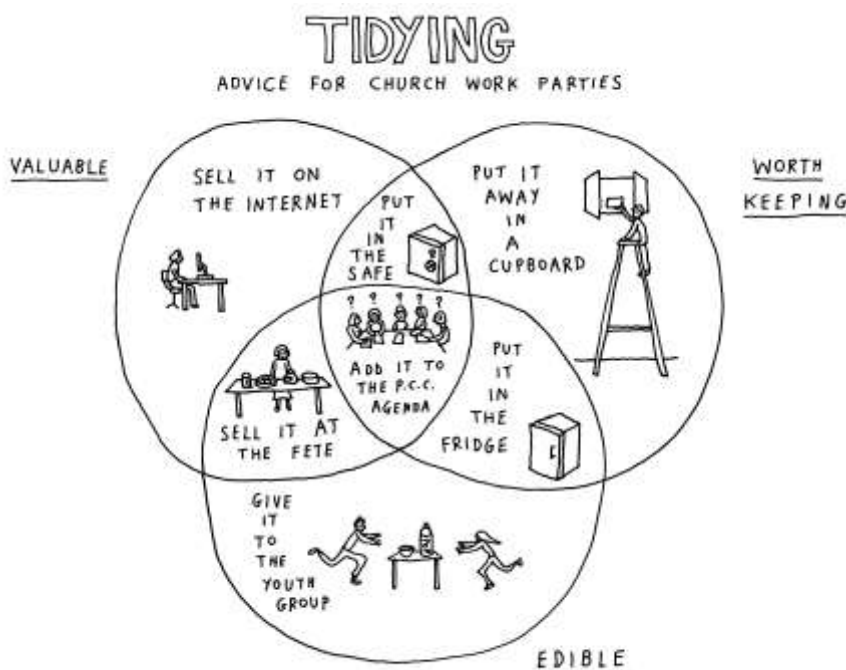 TIDYING
ADVICE FOR CHURCH WORK PARTIES
VALUABLE
SELL IT ON
THE INTERNET
PUT
IT
IN
THE
SAFE
PUT IT
AWAY
IN
A
CUPBOARD
WORTH
KEEPING
? ? ? ? ?
ADD IT TO
THE P.C.C.
AGENDA
SELL IT AT
THE FETE
PUT
IT
IN
THE
FRIDGE
GIVE
IT
TO
THE
YOUTH
GROUP
EDIBLE